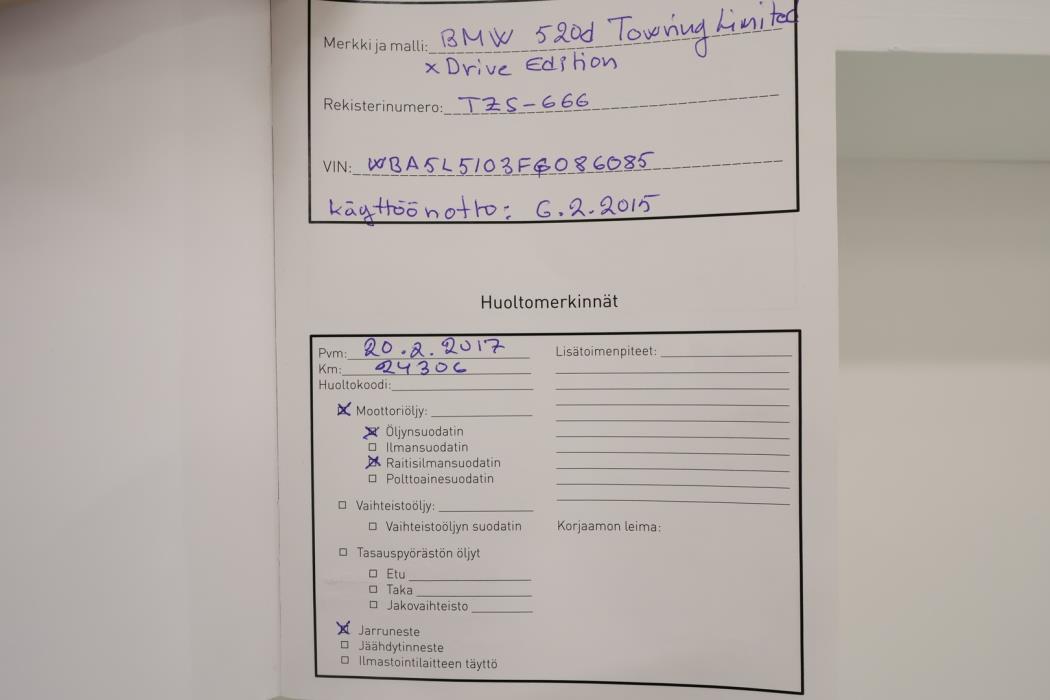 Merkki ja malli: BMW 520d Touring Limited
xDrive Edition
Rekisterinumero: TZS-666
VIN: WBA5L5103FG086085
Käyttöönotto: 6.2.2015
Huoltomerkinnät
Pvm: 20.2.2017
Km: 24306
Huoltokoodi:
Moottoriöljy:
Öljynsuodatin
Ilmansuodatin
Raitisilmansuodatin
Polttoainesuodatin
Vaihteistoöljy:
Vaihteistoöljyn suodatin
Tasauspyörästön öljyt
Etu
Taka
Jakovaihteisto
Jarruneste
Jäähdytinneste
Ilmastointilaitteen täyttö
Lisätoimenpiteet:
Korjaamon leima: